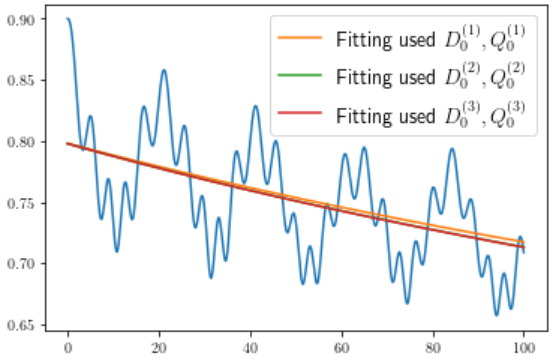 0.90
0.85
0.80
0.75
0.70
0.65
0 20 40 60 80 100
Fitting used $D_0^{(1)}, Q_0^{(1)}$
Fitting used $D_0^{(2)}, Q_0^{(2)}$
Fitting used $D_0^{(3)}, Q_0^{(3)}$